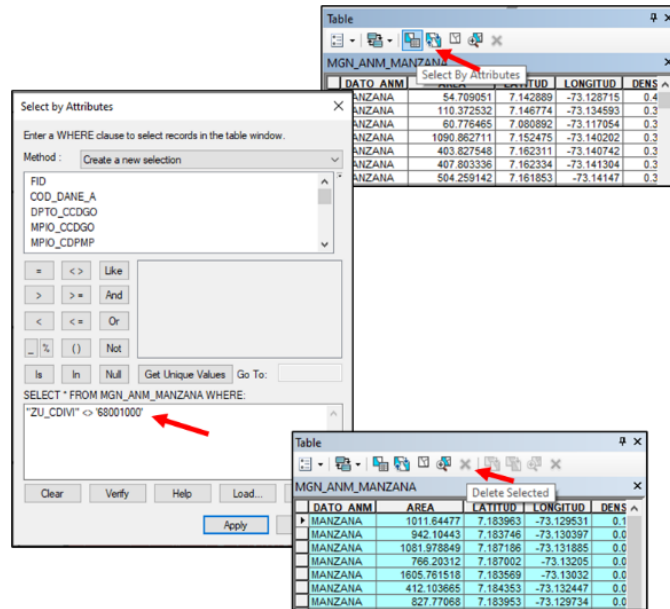 Table
MGN_ANM_MANZANA
Select By Attributes
DATO_ANM LATITUD LONGITUD DENS
MANZANA 54.709051 7.142889 -73.128715 0.4
MANZANA 110.372532 7.146774 -73.134593 0.3
MANZANA 60.776465 7.080892 -73.117054 0.3
MANZANA 1090.862711 7.152475 -73.140202 0.3
MANZANA 403.827548 7.162311 -73.140742 0.3
MANZANA 407.803336 7.162334 -73.141304 0.3
MANZANA 504.259142 7.161853 -73.14147 0.3
Select by Attributes
Enter a WHERE clause to select records in the table window.
Method : Create a new selection
FID
COD_DANE_A
DPTO_CCDGO
MPIO_CCDGO
MPIO_CDPMP
= <> Like
> > = And
< < = Or
_ % () Not
Is In Null Get Unique Values Go To:
SELECT * FROM MGN_ANM_MANZANA WHERE:
"ZU_CDIVI" <> '68001000'
Clear Verify Help Load...
Apply
Table
MGN_ANM_MANZANA
Delete Selected
DATO_ANM AREA LATITUD LONGITUD DENS
MANZANA 1011.64477 7.183963 -73.129531 0.1
MANZANA 942.10443 7.183746 -73.130397 0.0
MANZANA 1081.978849 7.187186 -73.131885 0.0
MANZANA 766.20312 7.187002 -73.13205 0.0
MANZANA 1605.761518 7.183569 -73.13032 0.0
MANZANA 412.103665 7.184353 -73.132447 0.0
MANZANA 827.77068 7.183953 -73.129734 0.0